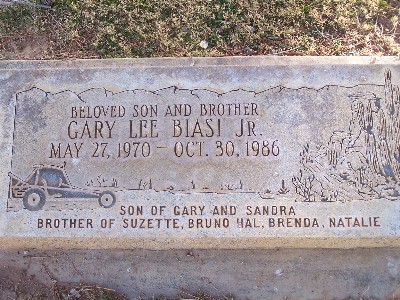 BELOVED SON AND BROTHER
GARY LEE BIASI JR.
MAY 27, 1970 - OCT. 30, 1986
SON OF GARY AND SANDRA
BROTHER OF SUZETTE, BRUNO HAL, BRENDA, NATALIE